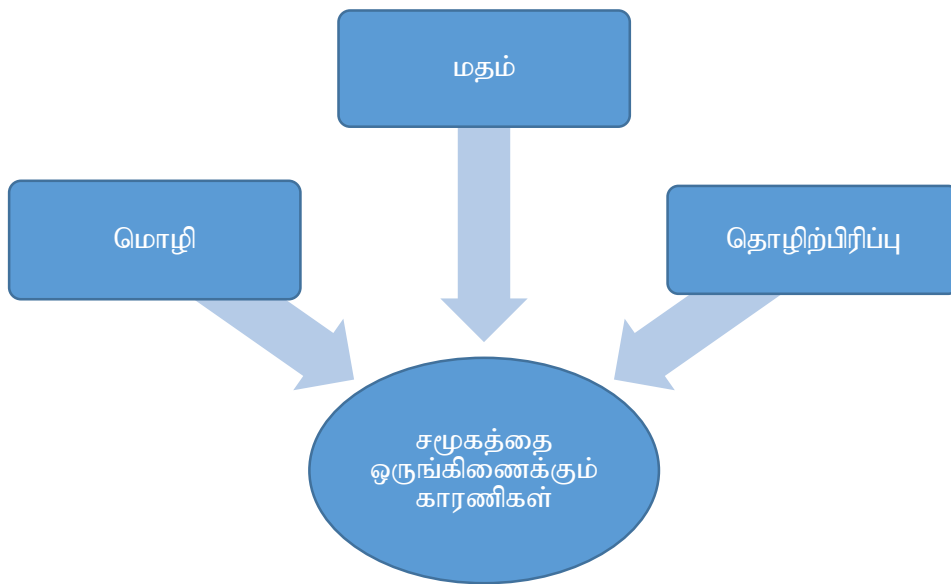 மதம்
மொழி
தொழிற்பிரிப்பு
சமூகத்தை
ஒருங்கிணைக்கும்
காரணிகள்